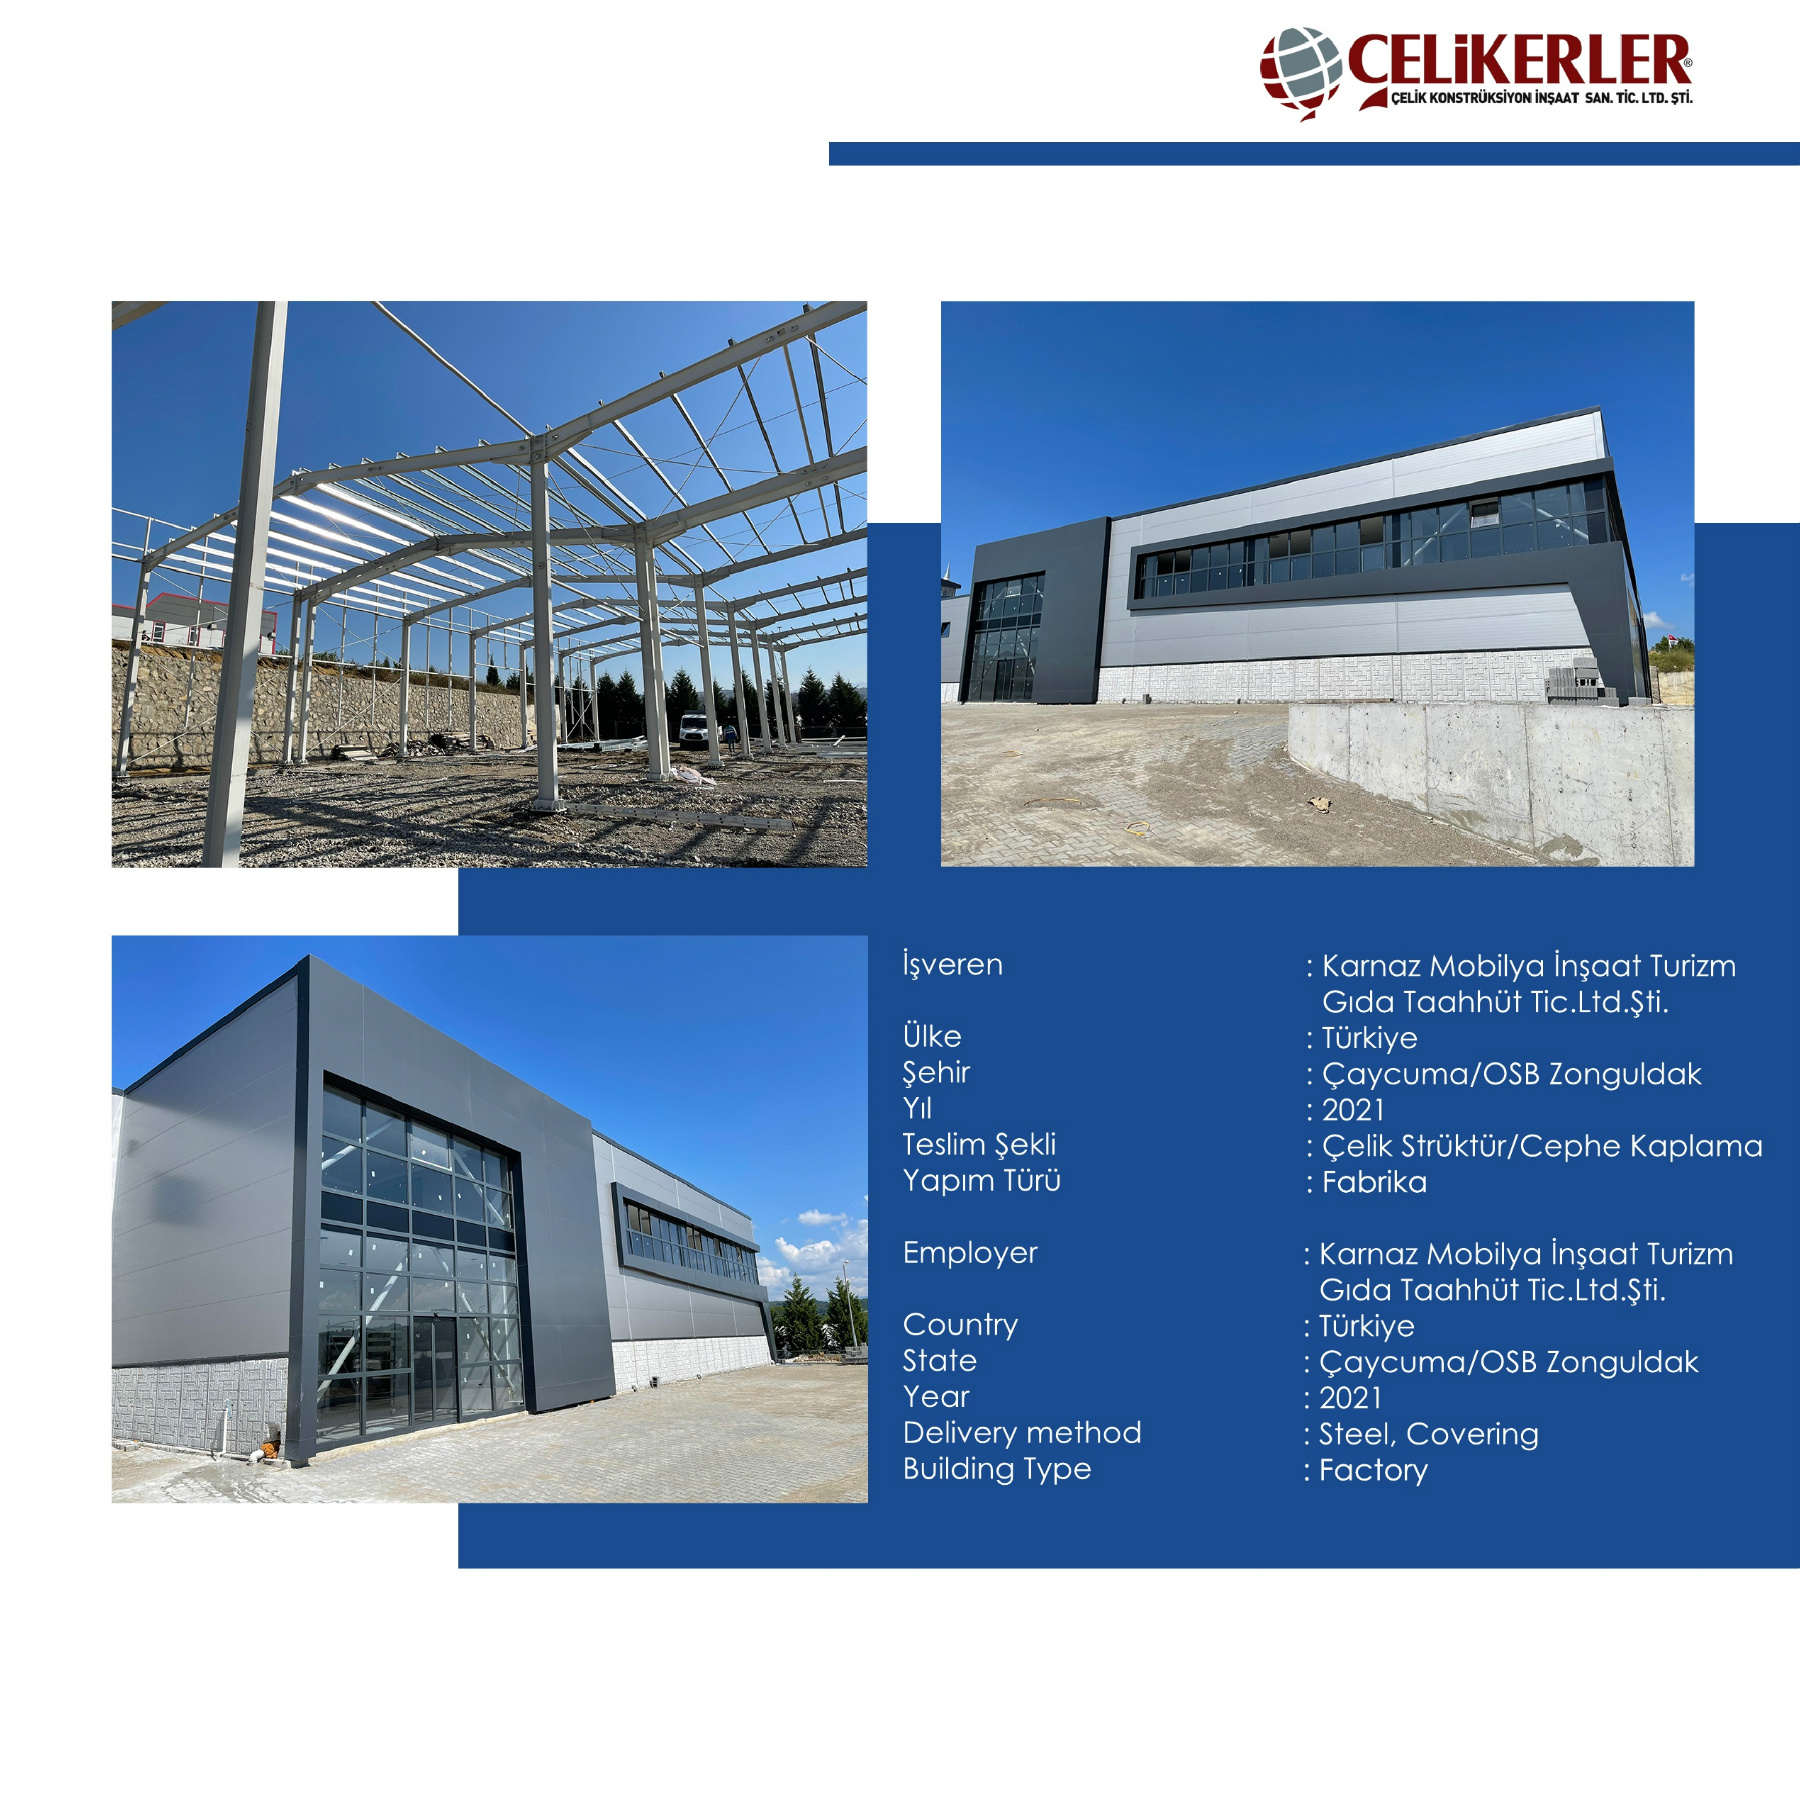 ÇELİKERLER®
ÇELİK KONSTRÜKSİYON İNŞAAT SAN. TİC. LTD. ŞTİ.
İşveren : Karnaz Mobilya İnşaat Turizm
Gıda Taahhüt Tic.Ltd.Şti.
Ülke : Türkiye
Şehir : Çaycuma/OSB Zonguldak
Yıl : 2021
Teslim Şekli : Çelik Strüktür/Cephe Kaplama
Yapım Türü : Fabrika
Employer : Karnaz Mobilya İnşaat Turizm
Gıda Taahhüt Tic.Ltd.Şti.
Country : Türkiye
State : Çaycuma/OSB Zonguldak
Year : 2021
Delivery method : Steel, Covering
Building Type : Factory